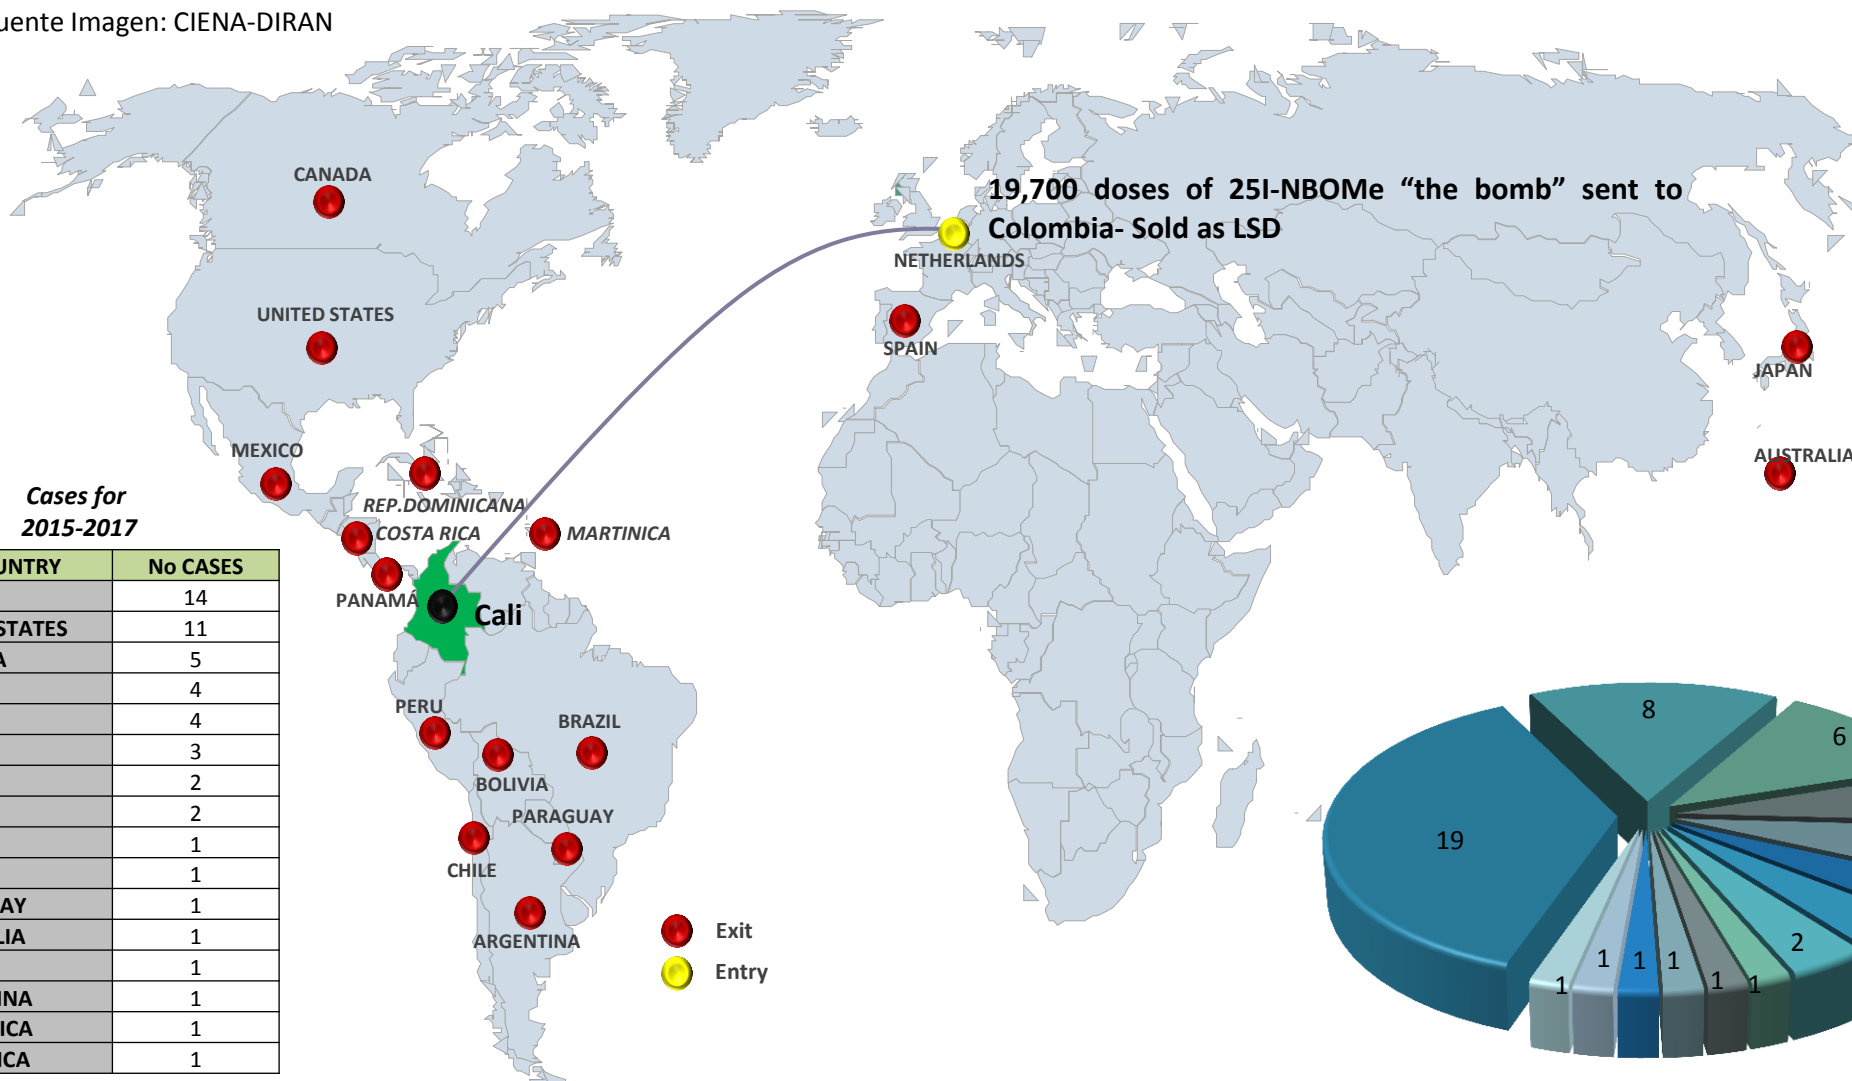 uente Imagen: CIENA-DIRAN
CANADA
19,700 doses of 25I-NBOMe “the bomb” sent to
Colombia- Sold as LSD
NETHERLANDS
UNITED STATES
SPAIN
JAPAN
MEXICO
AUSTRALIA
Cases for
2015-2017
REP.DOMINICANA
COSTA RICA
MARTINICA
PANAMÁ
Cali
UNTRY No CASES
14
STATES 11
A 5
4
4
3
2
2
1
1
AY 1
LIA 1
1
NA 1
ICA 1
CA 1
PERU
BRAZIL
BOLIVIA
PARAGUAY
CHILE
ARGENTINA
Exit
Entry
8
6
19
2
1
1
1
1
1
1